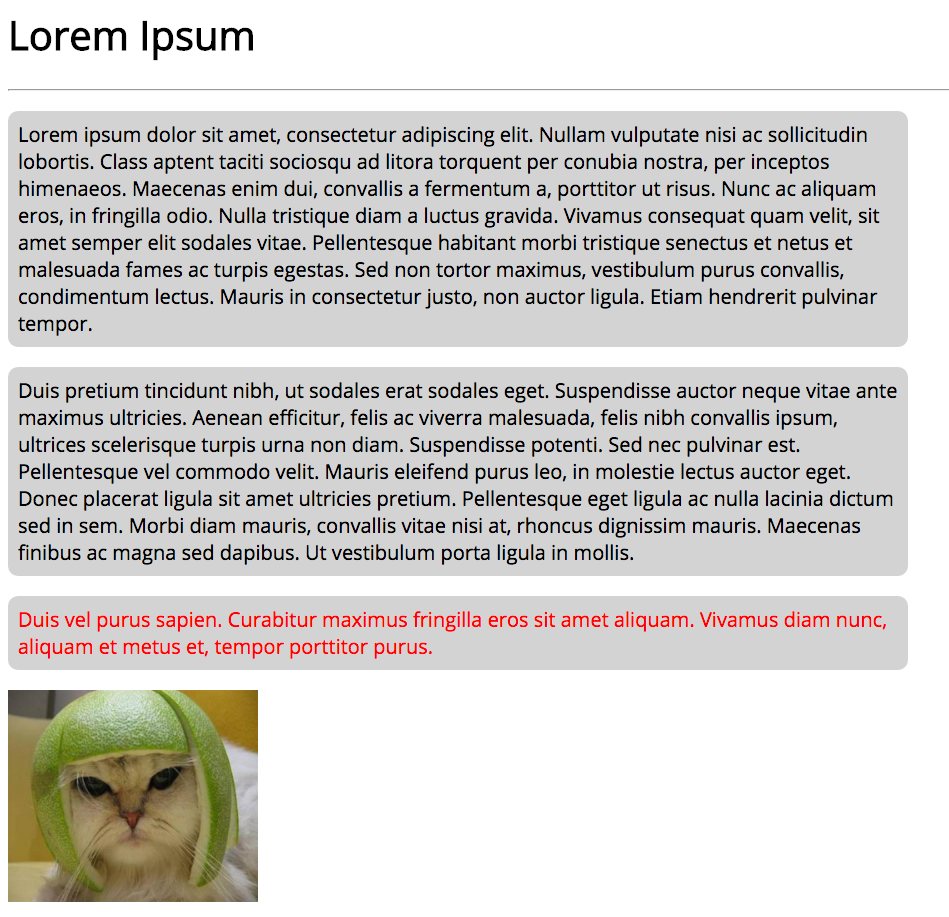 Lorem Ipsum
Lorem ipsum dolor sit amet, consectetur adipiscing elit. Nullam vulputate nisi ac sollicitudin
lobortis. Class aptent taciti sociosqu ad litora torquent per conubia nostra, per inceptos
himenaeos. Maecenas enim dui, convallis a fermentum a, porttitor ut risus. Nunc ac aliquam
eros, in fringilla odio. Nulla tristique diam a luctus gravida. Vivamus consequat quam velit, sit
amet semper elit sodales vitae. Pellentesque habitant morbi tristique senectus et netus et
malesuada fames ac turpis egestas. Sed non tortor maximus, vestibulum purus convallis,
condimentum lectus. Mauris in consectetur justo, non auctor ligula. Etiam hendrerit pulvinar
tempor.
Duis pretium tincidunt nibh, ut sodales erat sodales eget. Suspendisse auctor neque vitae ante
maximus ultricies. Aenean efficitur, felis ac viverra malesuada, felis nibh convallis ipsum,
ultrices scelerisque turpis urna non diam. Suspendisse potenti. Sed nec pulvinar est.
Pellentesque vel commodo velit. Mauris eleifend purus leo, in molestie lectus auctor eget.
Donec placerat ligula sit amet ultricies pretium. Pellentesque eget ligula ac nulla lacinia dictum
sed in sem. Morbi diam mauris, convallis vitae nisi at, rhoncus dignissim mauris. Maecenas
finibus ac magna sed dapibus. Ut vestibulum porta ligula in mollis.
Duis vel purus sapien. Curabitur maximus fringilla eros sit amet aliquam. Vivamus diam nunc,
aliquam et metus et, tempor porttitor purus.